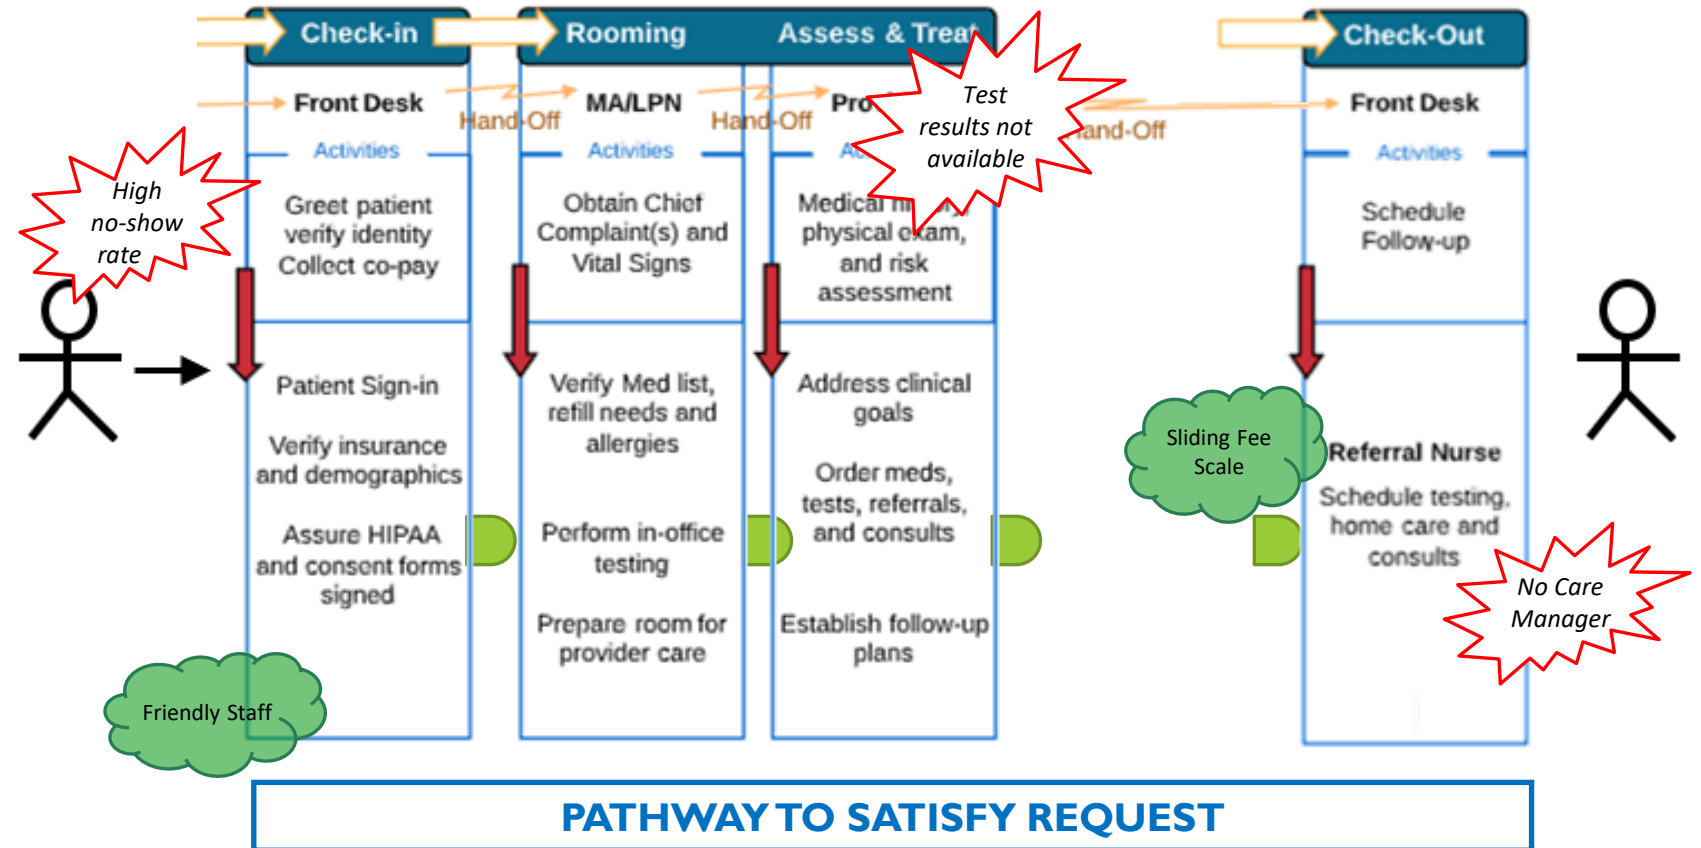 Check-in
Rooming
Assess & Treat
Check-Out
Front Desk
Hand-Off
MA/LPN
Hand-Off
Test
results not
available
Front Desk
Activities
Activities
Activities
High
no-show
rate
Greet patient
verify identity
Collect co-pay
Obtain Chief
Complaint(s) and
Vital Signs
Medical
physical exam,
and risk
assessment
Schedule
Follow-up
Patient Sign-in
Verify insurance
and demographics
Assure HIPAA
and consent forms
signed
Verify Med list,
refill needs and
allergies
Perform in-office
testing
Prepare room for
provider care
Address clinical
goals
Order meds,
tests, referrals,
and consults
Establish follow-up
plans
Sliding Fee
Scale
Referral Nurse
Schedule testing,
home care and
consults
No Care
Manager
Friendly Staff
PATHWAY TO SATISFY REQUEST